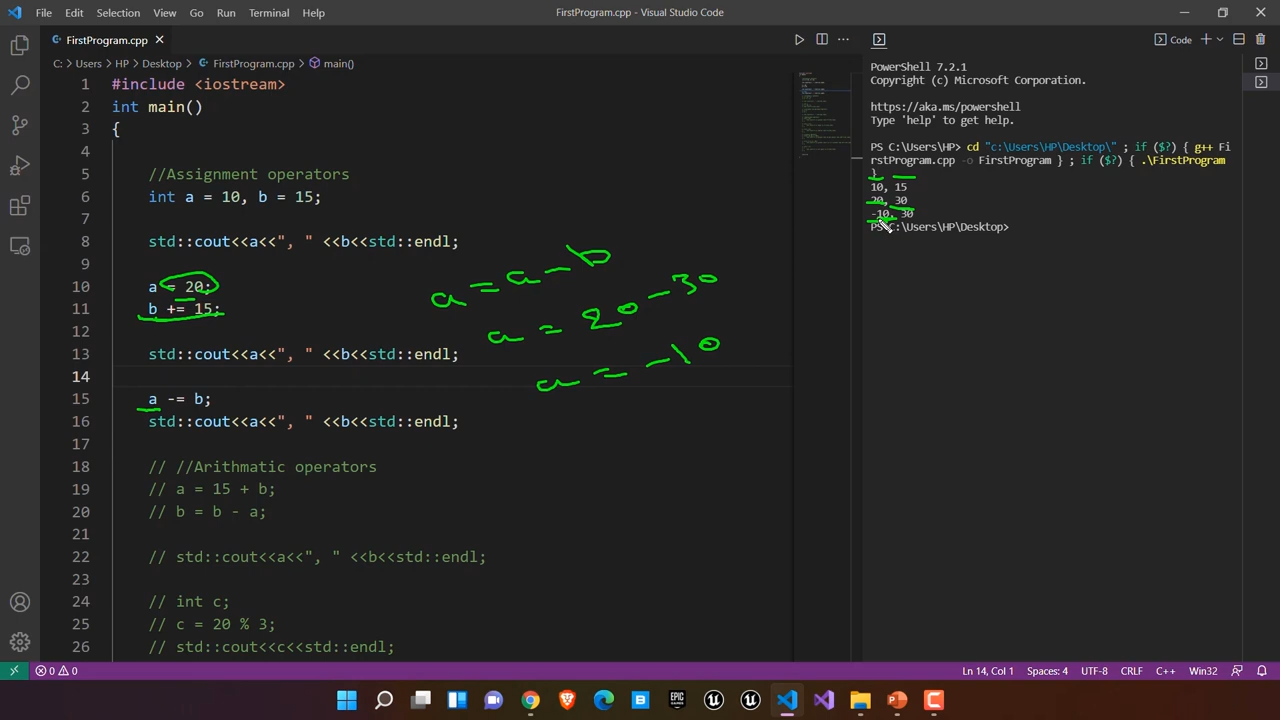 File Edit Selection View Go Run Terminal Help
FirstProgram.cpp - Visual Studio Code
FirstProgram.cpp
Code
C: > Users > HP > Desktop > FirstProgram.cpp > main()
1 #include <iostream>
2 int main()
3 {
4
5 //Assignment operators
6 int a = 10, b = 15;
7
8 std::cout<<a<<", " <<b<<std::endl;
9
10 a = 20;
11 b += 15;
12
13 std::cout<<a<<", " <<b<<std::endl;
14
15 a -= b;
16 std::cout<<a<<", " <<b<<std::endl;
17
18 // //Arithmatic operators
19 // a = 15 + b;
20 // b = b - a;
21
22 // std::cout<<a<<", " <<b<<std::endl;
23
24 // int c;
25 // c = 20 % 3;
26 // std::cout<<c<<std::endl;
a = a - b
a = 20 - 30
a = -10
PowerShell 7.2.1
Copyright (c) Microsoft Corporation.
https://aka.ms/powershell
Type 'help' to get help.
PS C:\Users\HP> cd "c:\Users\HP\Desktop\" ; if ($?) { g++ Fi
rstProgram.cpp -o FirstProgram } ; if ($?) { .\FirstProgram
}
10, 15
20, 30
-10, 30
PS C:\Users\HP\Desktop>
0 0
Ln 14, Col 1 Spaces: 4 UTF-8 CRLF C++ Win32
EPIC GAMES